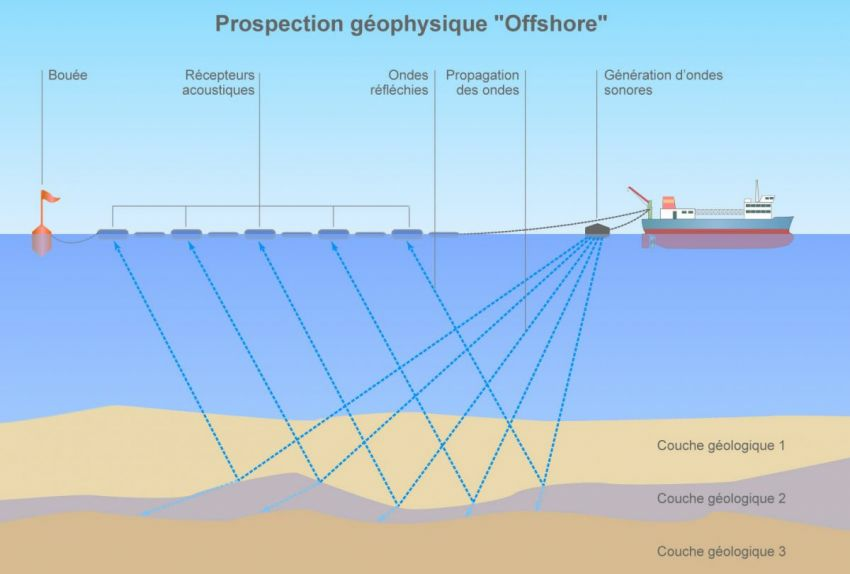 Prospection géophysique "Offshore"
Bouée
Récepteurs
acoustiques
Ondes
réfléchies
Propagation
des ondes
Génération d'ondes
sonores
Couche géologique 1
Couche géologique 2
Couche géologique 3